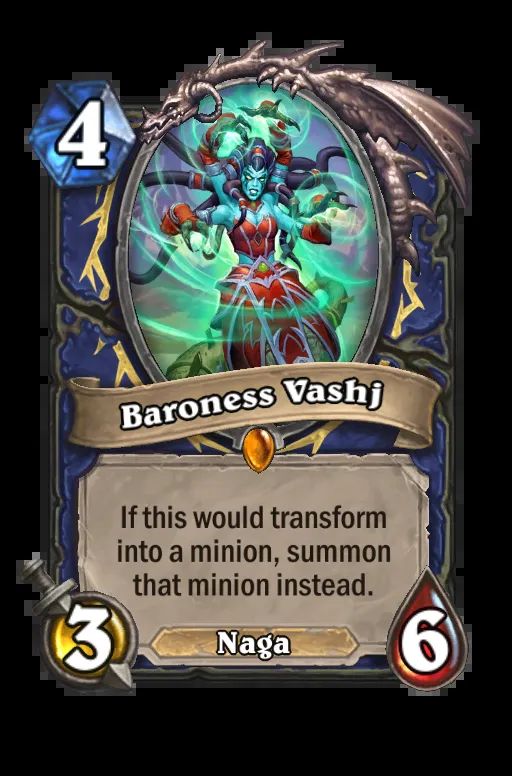 4
Baroness Vashj
If this would transform
into a minion, summon
that minion instead.
3
Naga
6